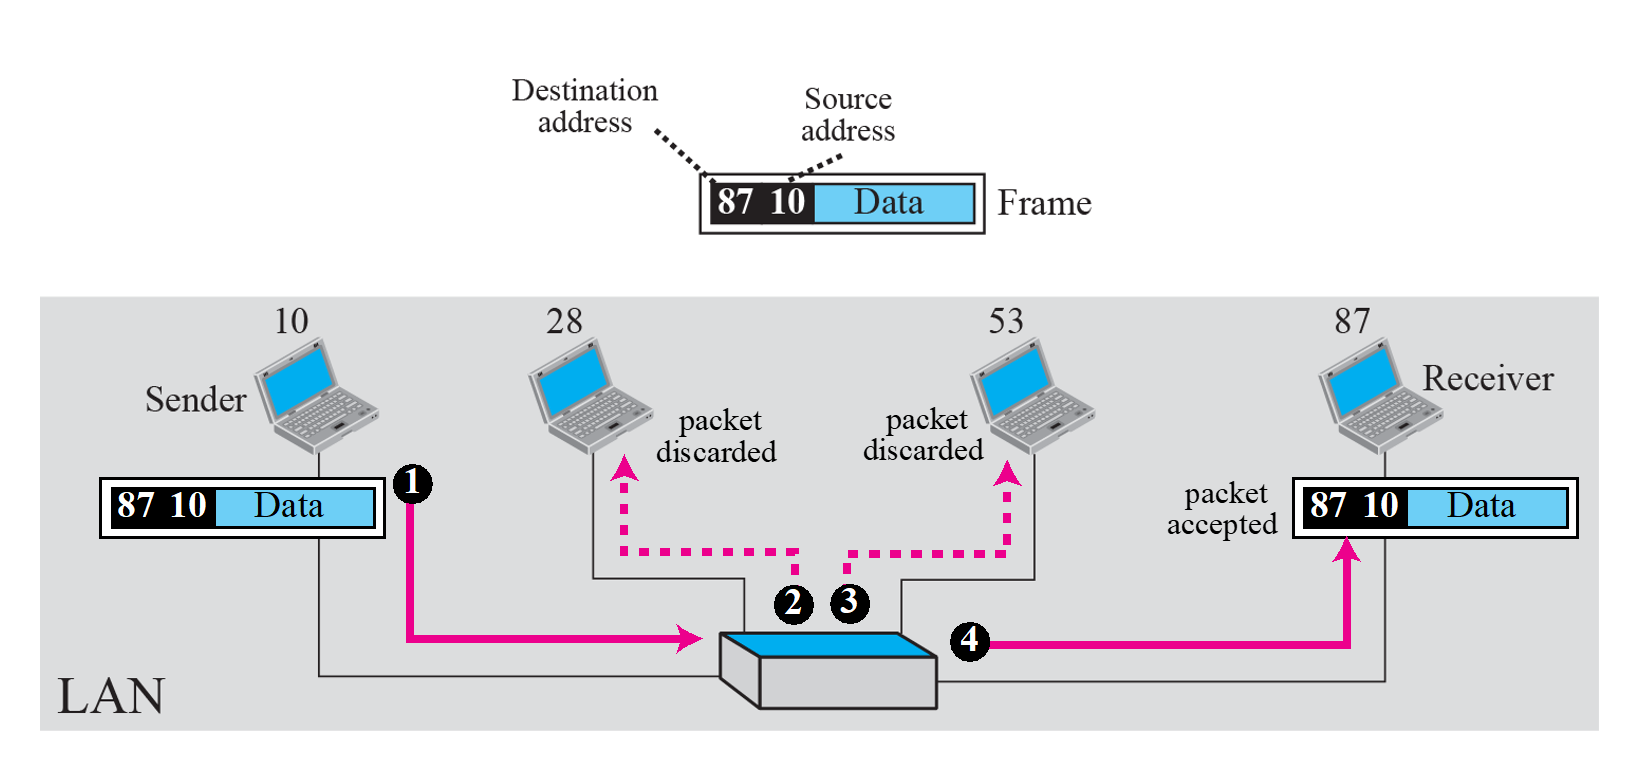 Destination
address
Source
address
87 10 Data
Frame
10
28
53
87
Sender
Receiver
packet
discarded
packet
discarded
87 10 Data
1
packet
accepted
87 10 Data
2
3
4
LAN